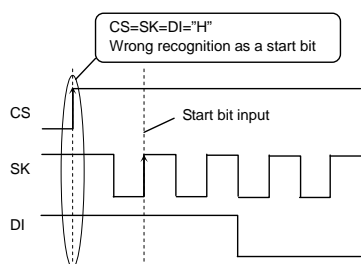 CS=SK=DI=”H”
Wrong recognition as a start bit
CS
Start bit input
SK
DI